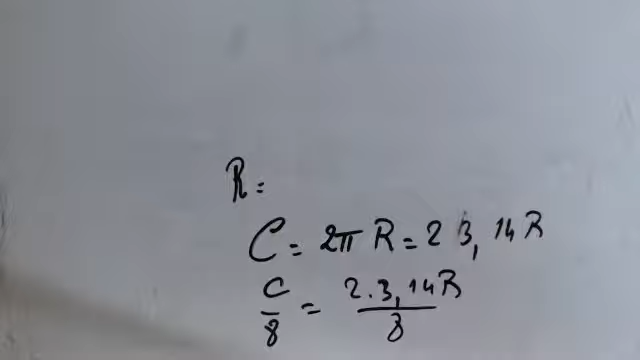 R =
C = 2π R = 2 3, 14 R
C/8 = 2.3, 14R/8